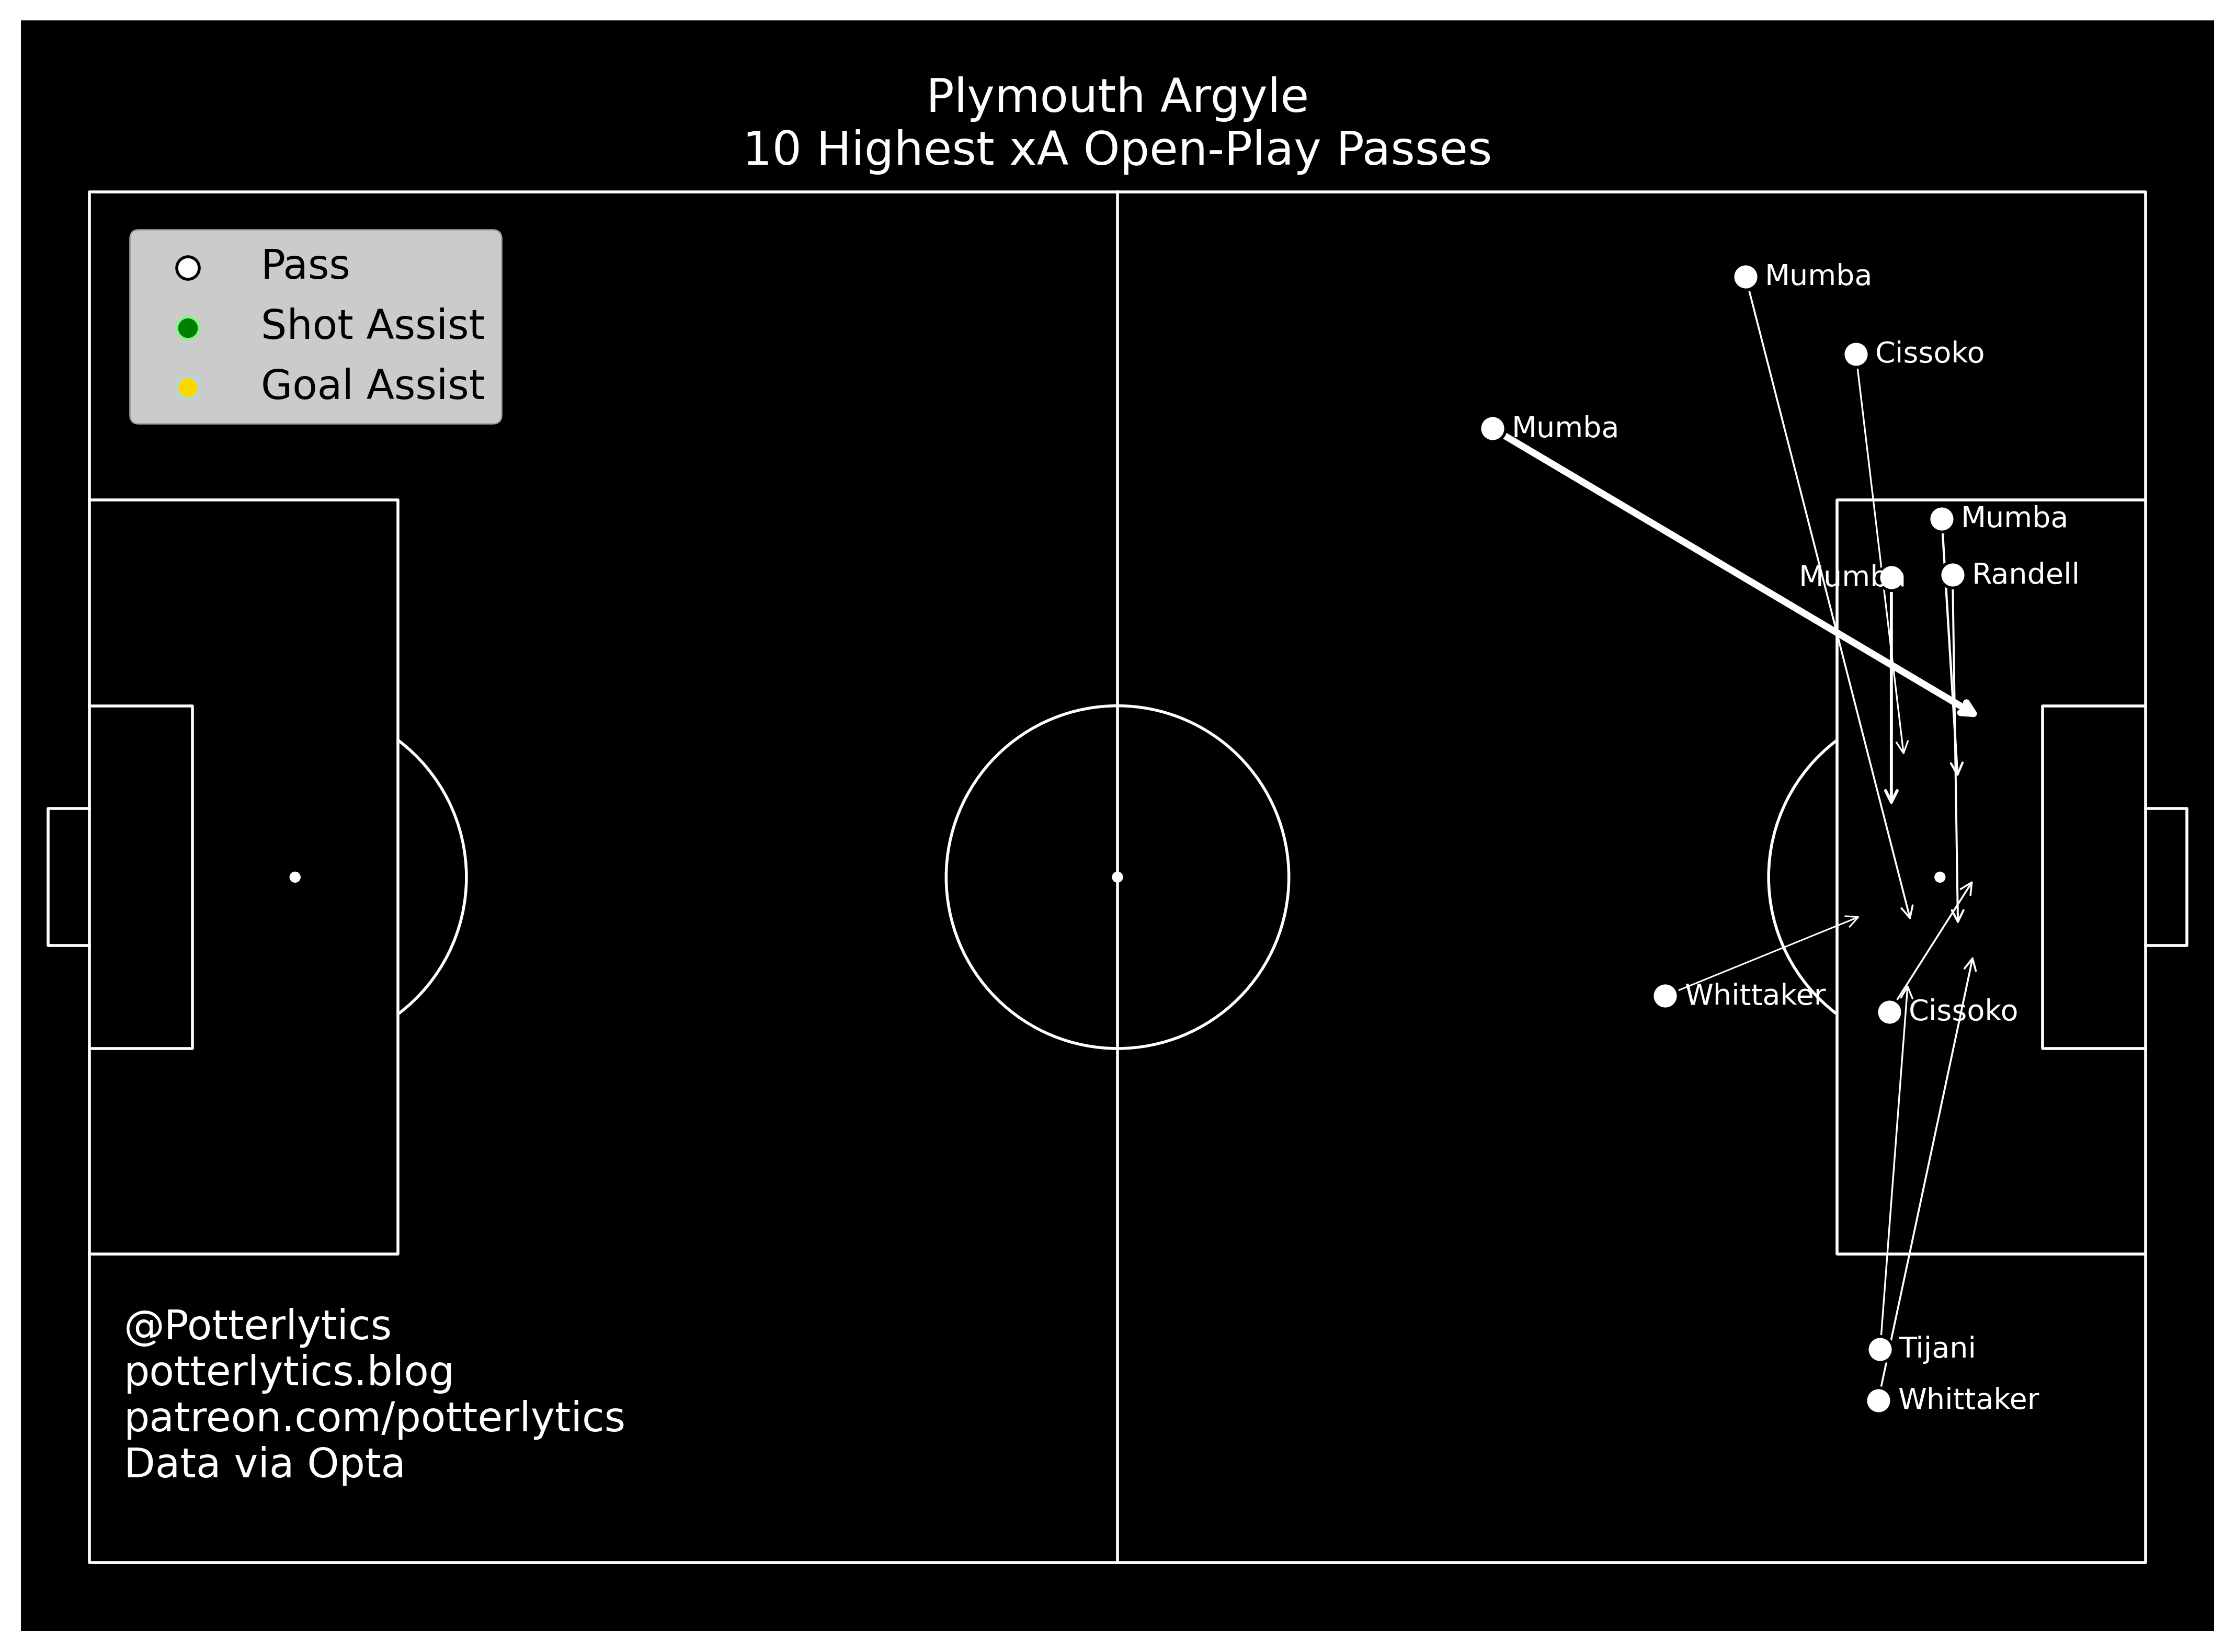 Plymouth Argyle
10 Highest xA Open-Play Passes
Pass
Shot Assist
Goal Assist
Mumba
Cissoko
Mumba
Mumba
Mumba
Randell
Whittaker
Cissoko
Tijani
Whittaker
@Potterlytics
potterlytics.blog
patreon.com/potterlytics
Data via Opta